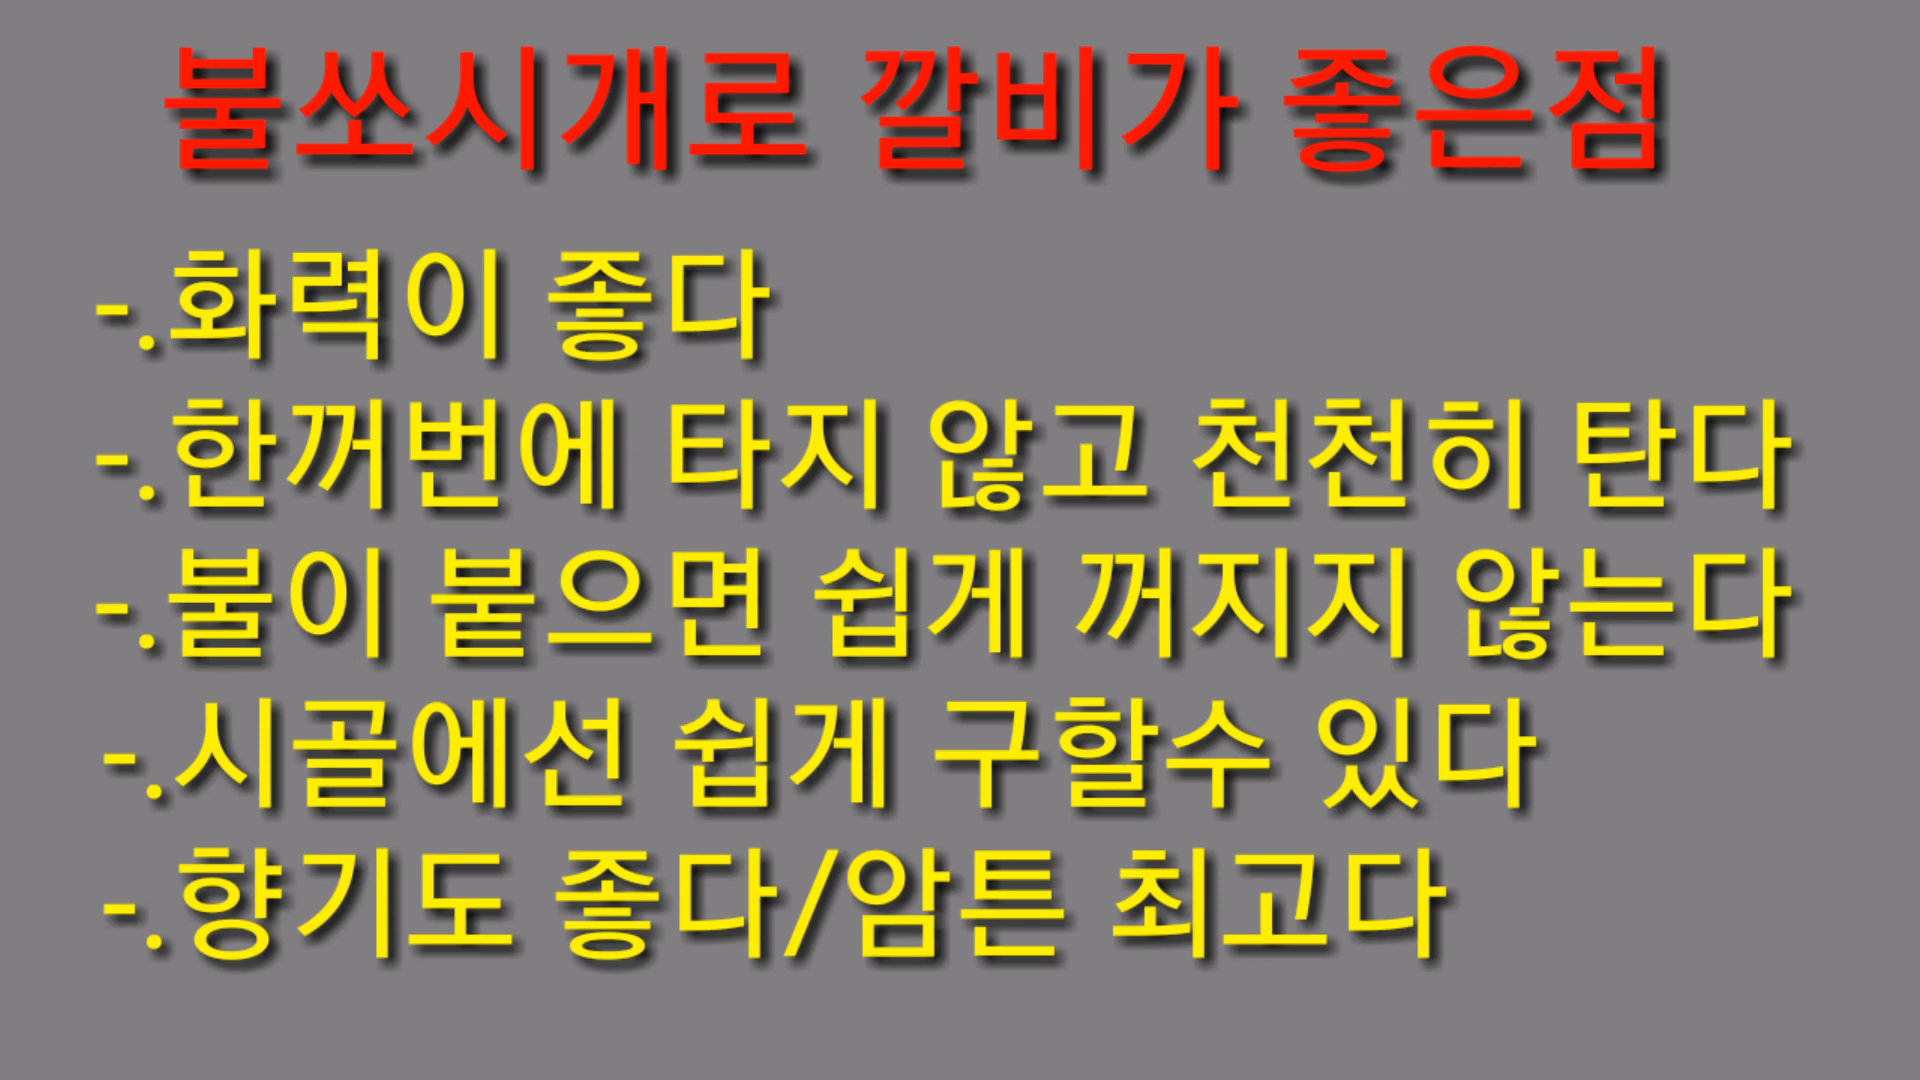 불쏘시개로 깔비가 좋은점
-.화력이 좋다
-.한꺼번에 타지 않고 천천히 탄다
-.불이 붙으면 쉽게 꺼지지 않는다
-.시골에선 쉽게 구할수 있다
-.향기도 좋다/암튼 최고다